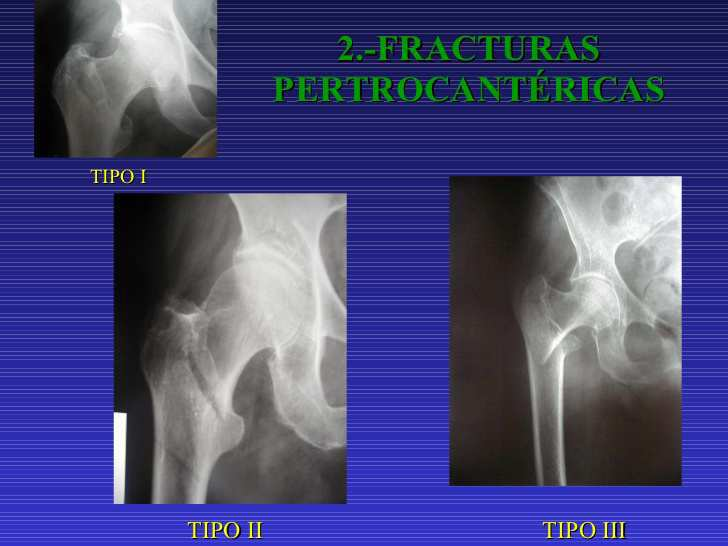 2.-FRACTURAS
PERTROCANTÉRICAS
TIPO I
TIPO II
TIPO III